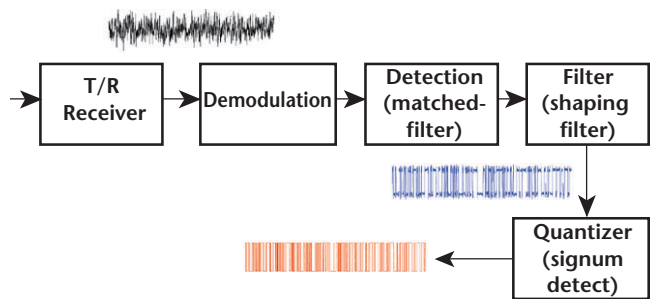 T/R
Receiver
Demodulation
Detection
(matched-
filter)
Filter
(shaping
filter)
Quantizer
(signum
detect)